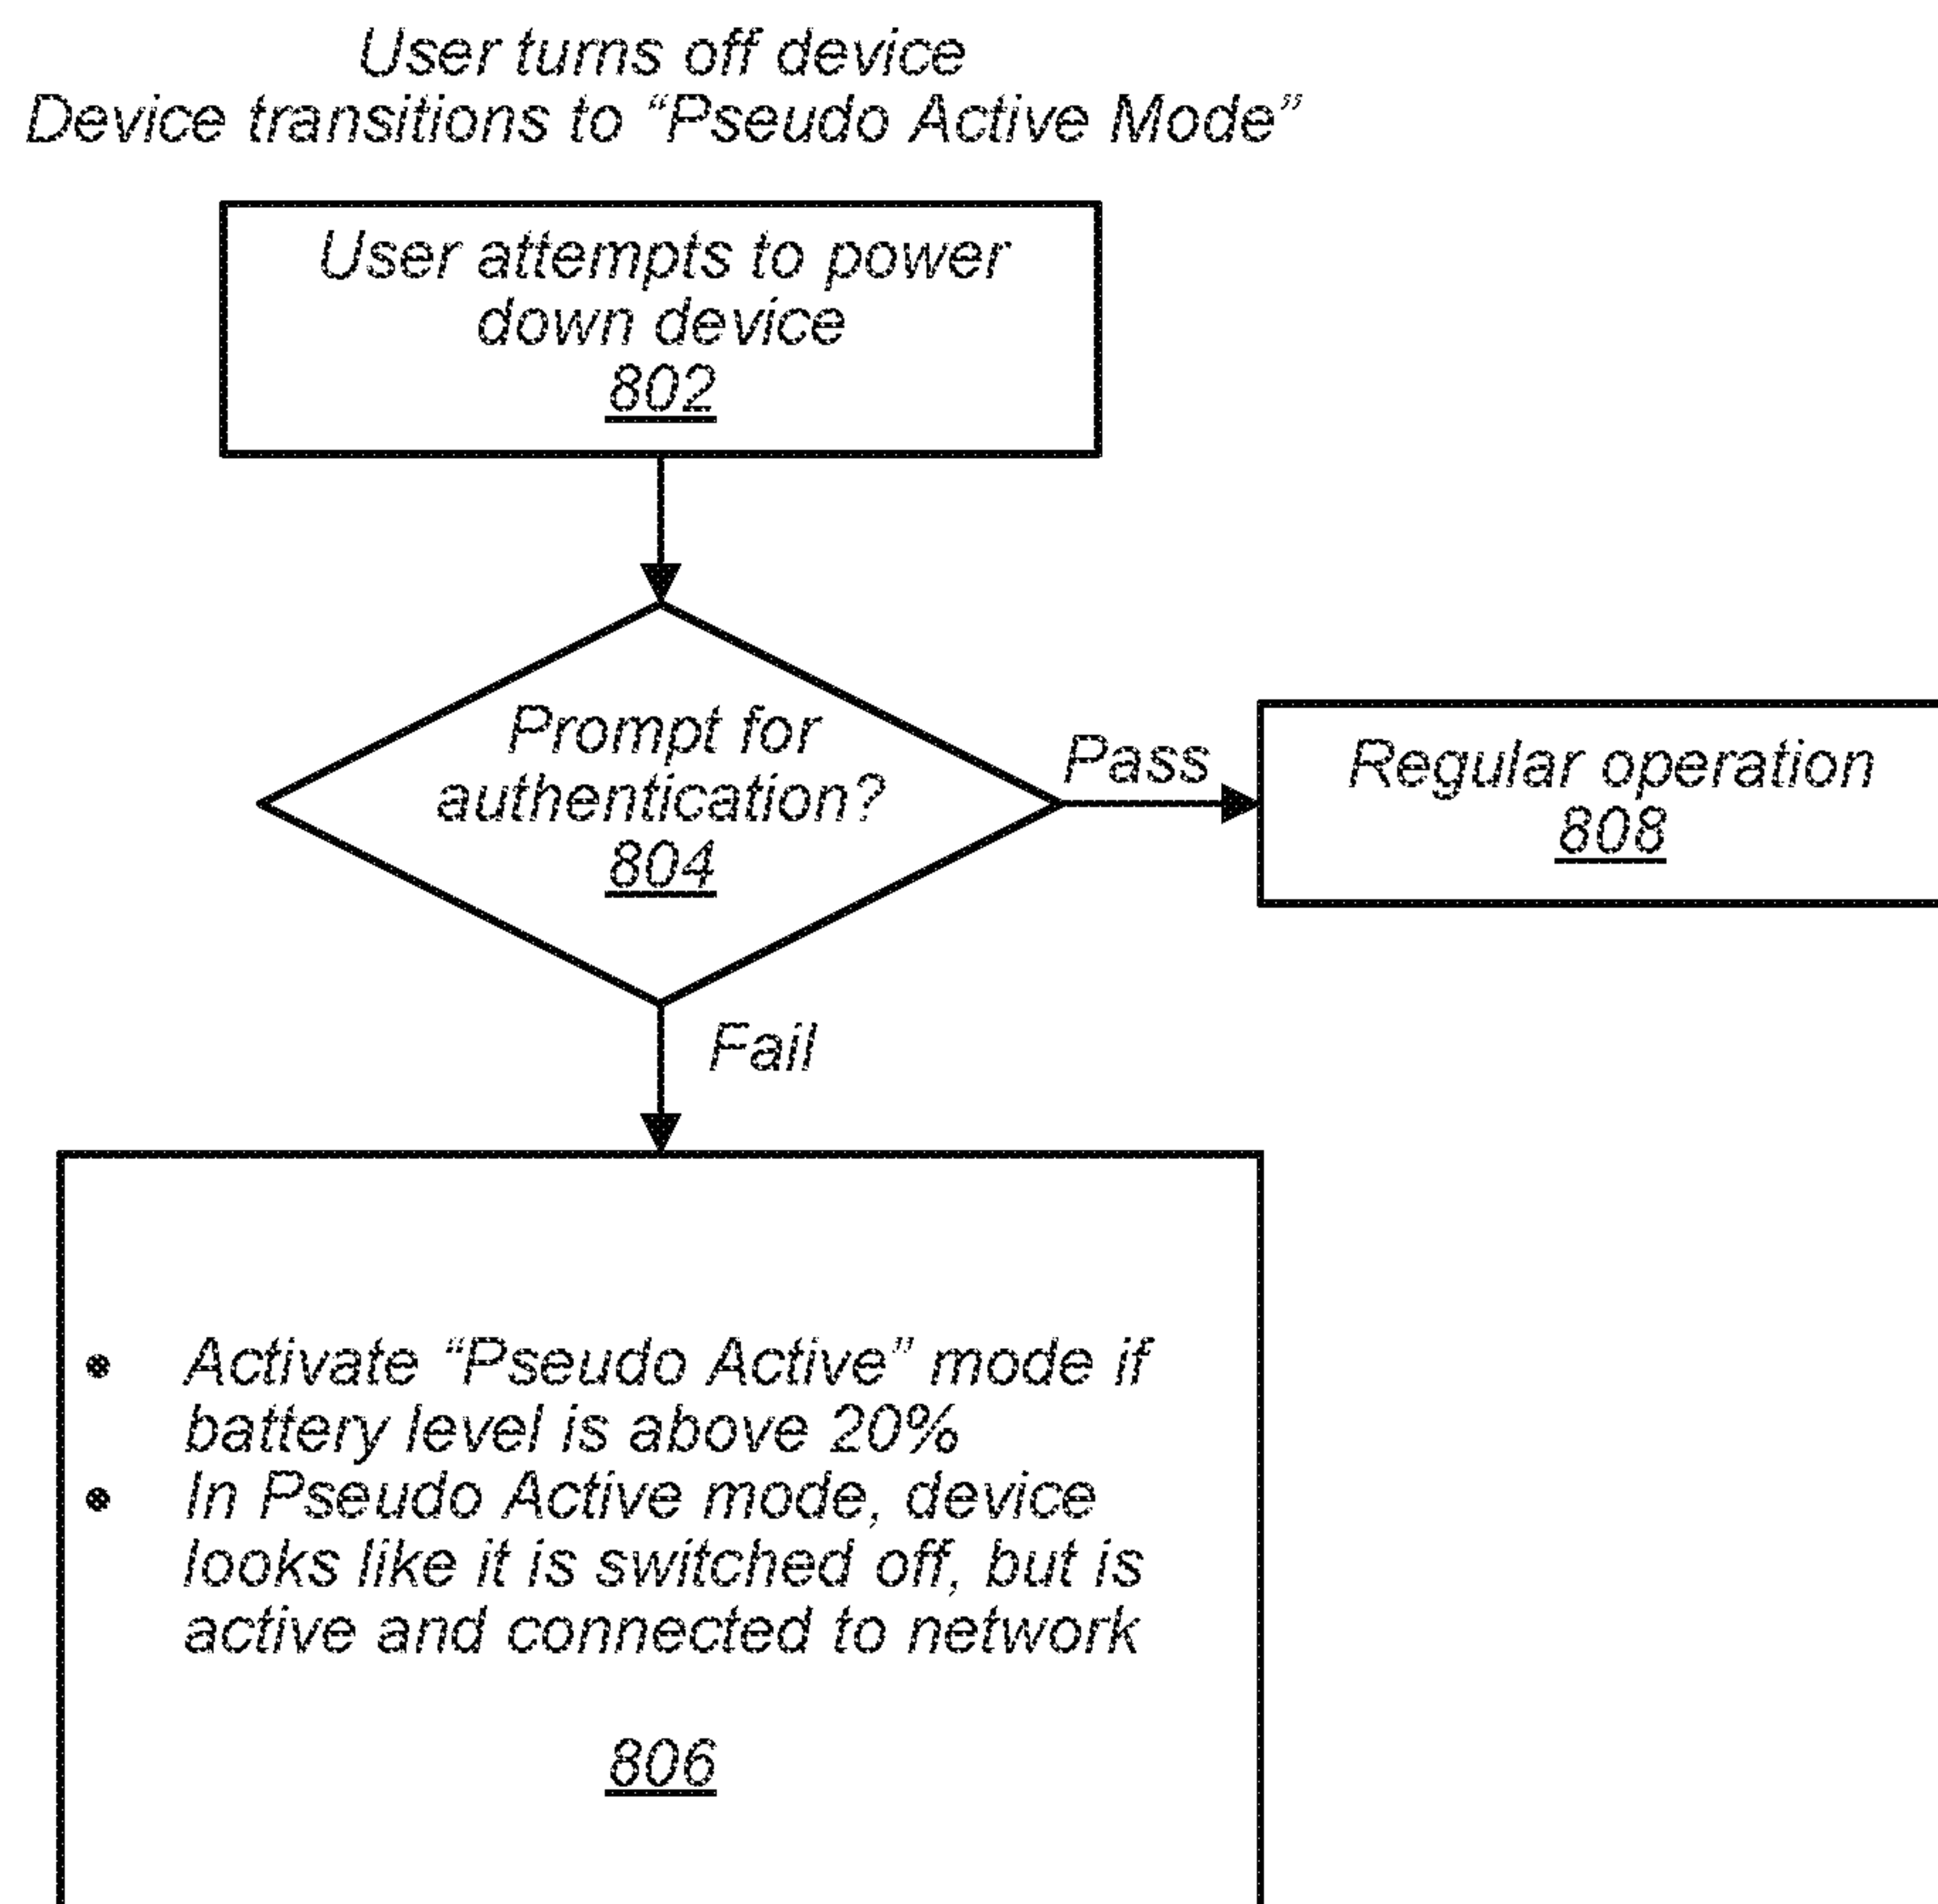 User turns off device
Device transitions to “Pseudo Active Mode”
User attempts to power
down device
802
Prompt for
authentication?
804
Pass
Regular operation
808
Fail
• Activate “Pseudo Active” mode if
battery level is above 20%
• In Pseudo Active mode, device
looks like it is switched off, but is
active and connected to network
806